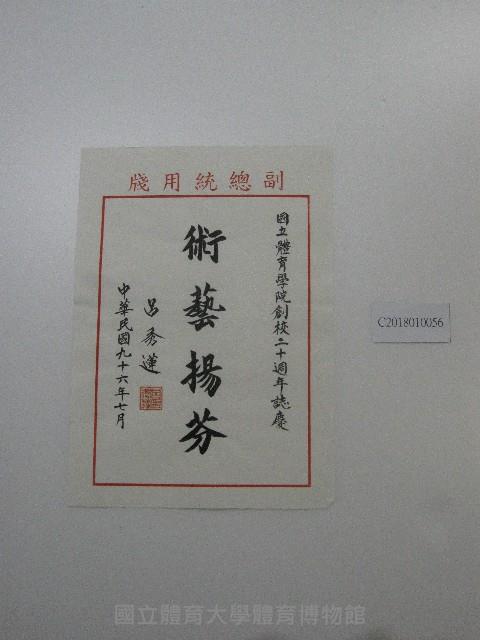 副總統用牋
國立體育學院創校二十週年誌慶
術藝揚芬
呂秀蓮
中華民國九十六年七月
C2018010056
國立體育大學體育博物館